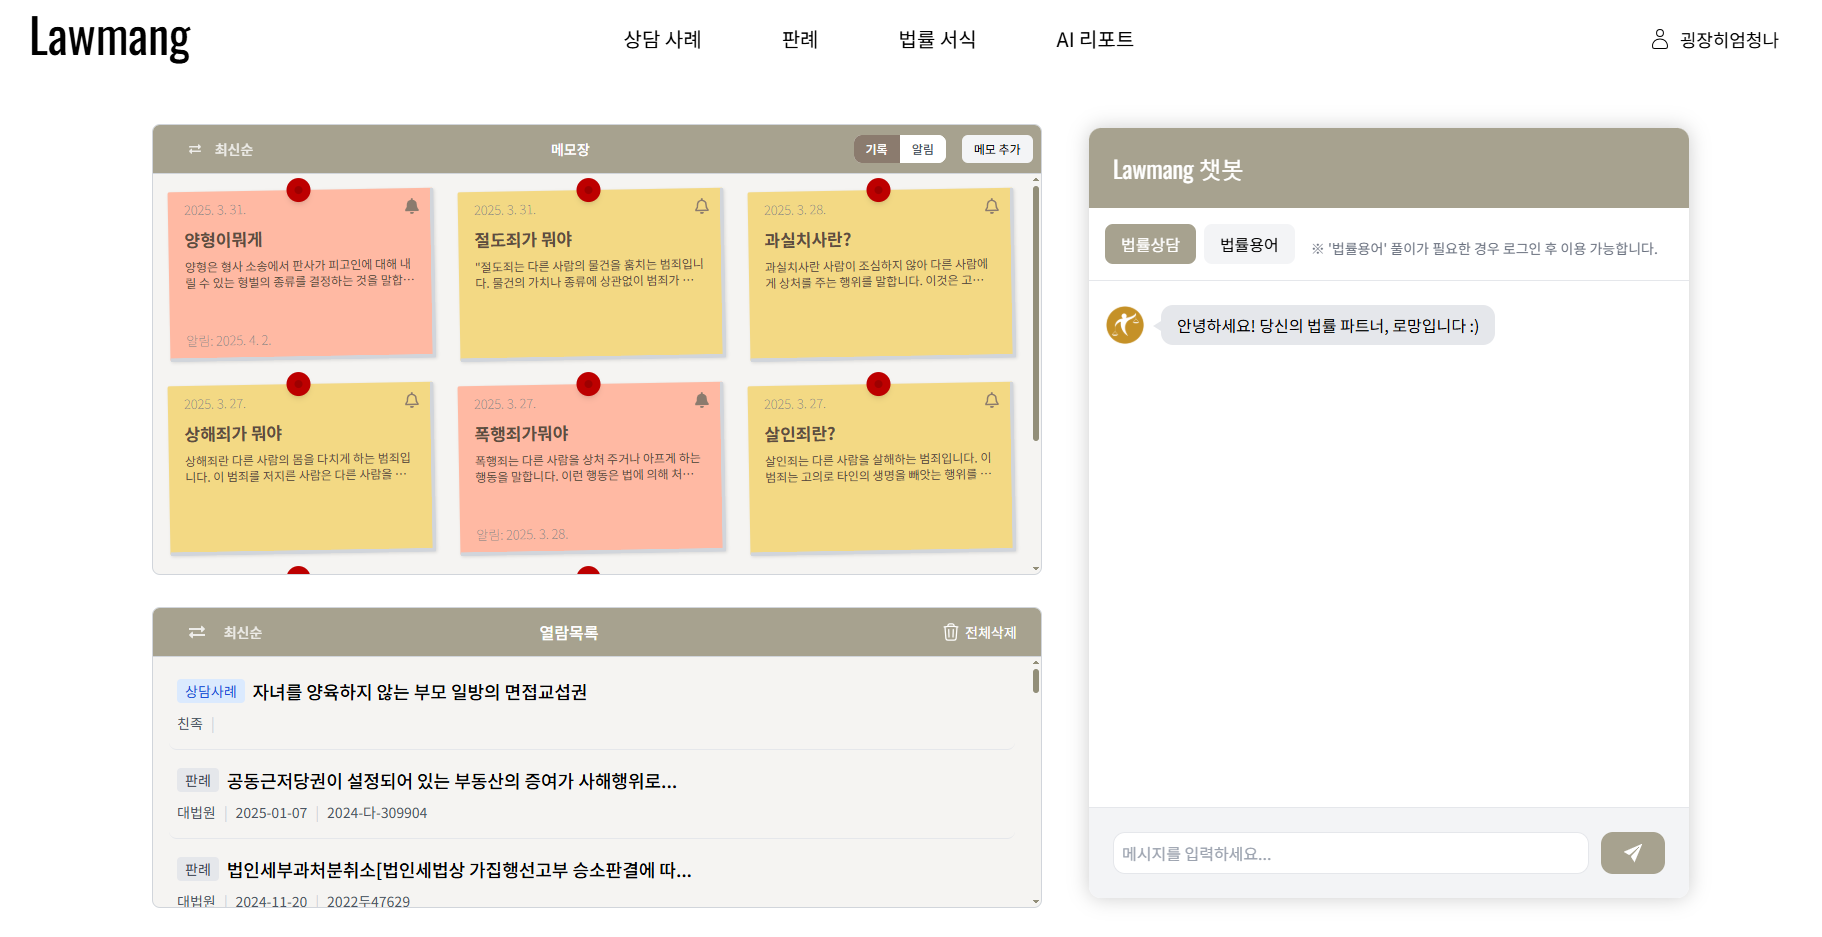 Lawmang
상담 사례
판례
법률 서식
AI 리포트
굉장히엄청나
최신순
메모장
기록
알림
메모 추가
2025. 3. 31.
양형이뭐게
양형은 형사 소송에서 판사가 피고인에 대해 내
릴 수 있는 형벌의 종류를 결정하는 것을 말합…
알림: 2025. 4. 2.
2025. 3. 31.
절도죄가 뭐야
"절도죄는 다른 사람의 물건을 훔치는 범죄입니
다. 물건의 가치나 종류에 상관없이 범죄가 …
2025. 3. 28.
과실치사란?
과실치사란 사람이 조심하지 않아 다른 사람에
게 상처를 주는 행위를 말합니다. 이것은 고…
2025. 3. 27.
상해죄가 뭐야
상해죄란 다른 사람의 몸을 다치게 하는 범죄입
니다. 이 범죄를 저지른 사람은 다른 사람을 …
2025. 3. 27.
폭행죄가뭐야
폭행죄는 다른 사람을 상처 주거나 아프게 하는
행동을 말합니다. 이런 행동은 법에 의해 처…
알림: 2025. 3. 28.
2025. 3. 27.
살인죄란?
살인죄는 다른 사람을 살해하는 범죄입니다. 이
범죄는 고의로 타인의 생명을 빼앗는 행위를 …
최신순
열람목록
전체삭제
상담사례 자녀를 양육하지 않는 부모 일방의 면접교섭권
친족 |
판례 공동근저당권이 설정되어 있는 부동산의 증여가 사해행위로...
대법원 | 2025-01-07 | 2024-다-309904
판례 법인세부과처분취소[법인세법상 가집행선고부 승소판결에 따...
대법원 | 2024-11-20 | 2022두47629
Lawmang 챗봇
법률상담
법률용어
※ '법률용어' 풀이가 필요한 경우 로그인 후 이용 가능합니다.
안녕하세요! 당신의 법률 파트너, 로망입니다 :)
메시지를 입력하세요...